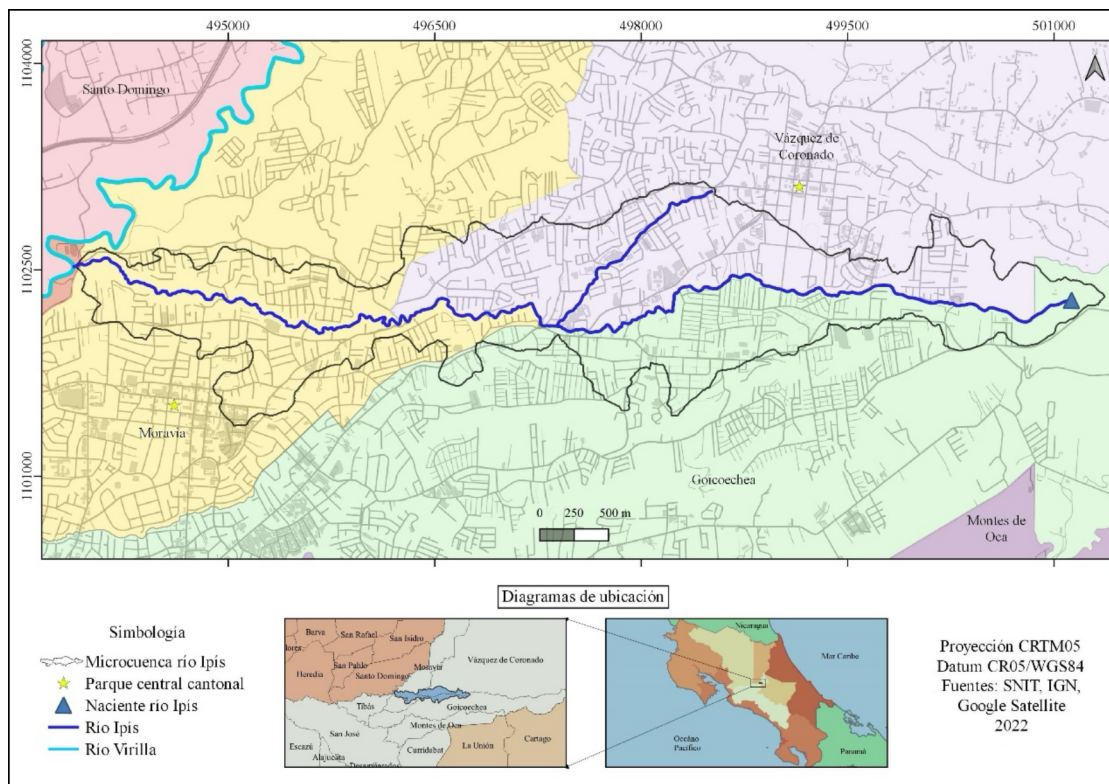 495000
496500
498000
499500
501000
1104000
1102500
1101000
Santo Domingo
Vázquez de
Coronado
Moravia
Goicoechea
Montes de
Oca
0 250 500 m
Diagramas de ubicación
Simbología
Microcuenca río Ipís
Parque central cantonal
Naciente río Ipís
Río Ipís
Río Virilla
Barva
San Rafael
San Isidro
lores
San Pablo
Heredia
Santo Domingo
Moravia
Vázquez de Coronado
Tibás
Goicoechea
Montes de Oca
San José
Escazú
Curridabat
La Unión
Cartago
Alajuelita
Desamparados
Nicaragua
Mar Caribe
Océano
Pacífico
Panamá
Proyección CRTM05
Datum CR05/WGS84
Fuentes: SNIT, IGN,
Google Satellite
2022